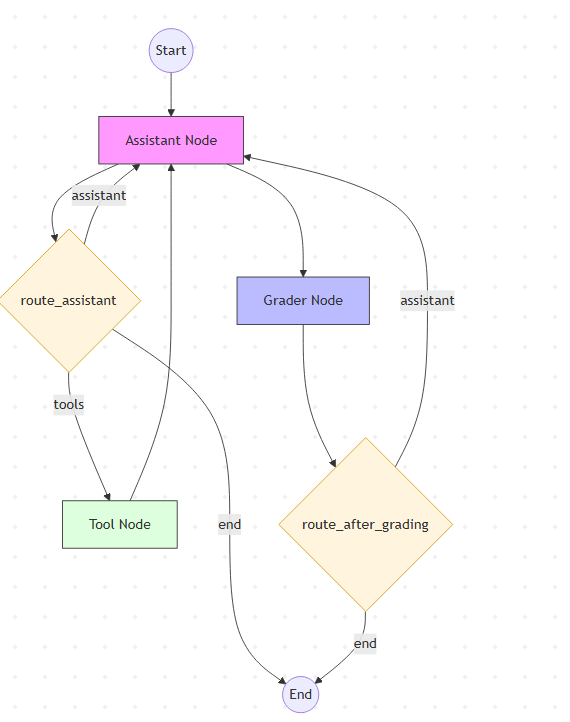 Start
Assistant Node
assistant
route_assistant
Grader Node
assistant
tools
Tool Node
end
route_after_grading
end
End